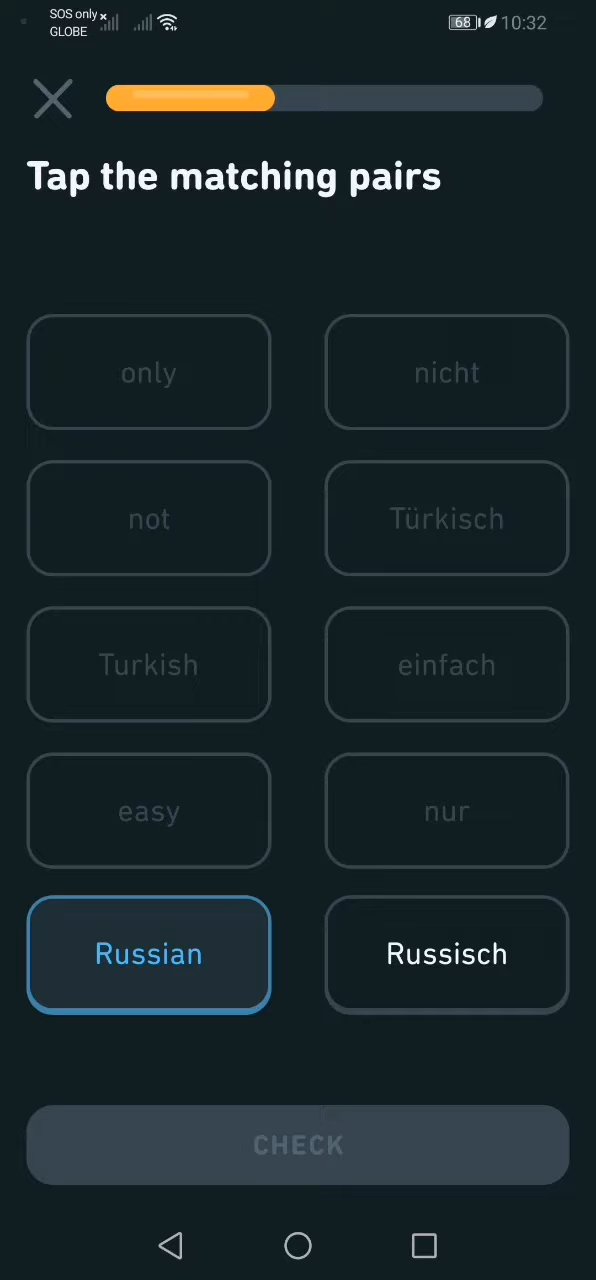 SOS only
GLOBE
68 10:32
Tap the matching pairs
only nicht
not Türkisch
Turkish einfach
easy nur
Russian Russisch
CHECK